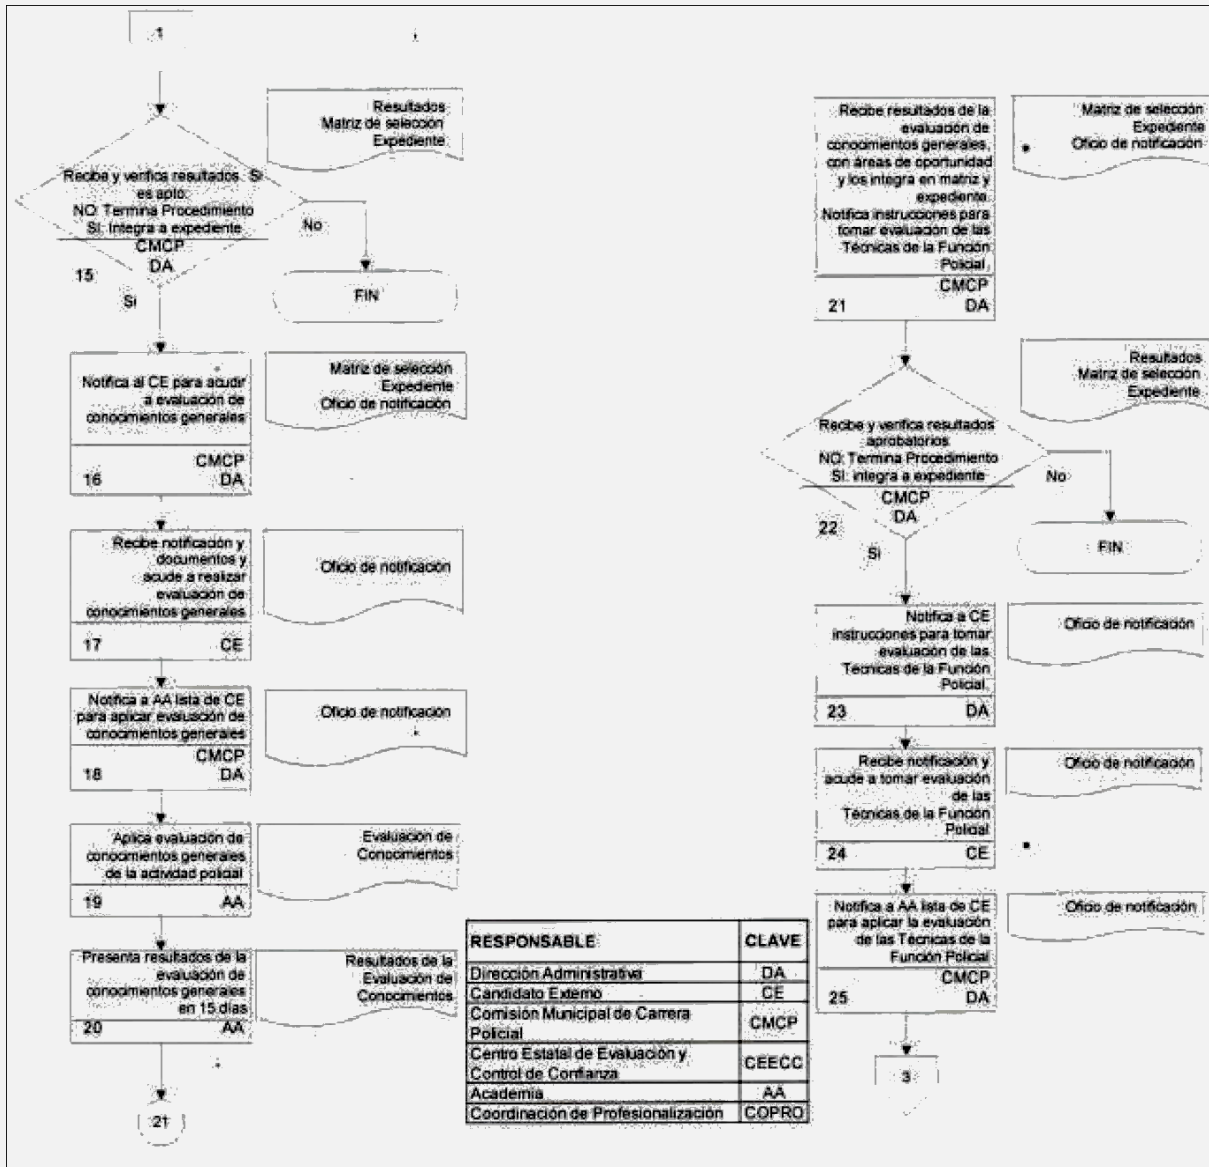 1
Resultados
Matriz de selección
Expediente
Recibe y verifica resultados. Si
es apto:
NO: Termina Procedimiento
SI: Integra a expediente
CMCP
DA
15
No
Si
FIN
Notifica al CE para acudir
a evaluación de
conocimientos generales
CMCP
16 DA
Matriz de selección
Expediente
Oficio de notificación
Recibe notificación y
documentos y
acude a realizar
evaluación de
conocimientos generales
17 CE
Oficio de notificación
Notifica a AA lista de CE
para aplicar evaluación de
conocimientos generales
CMCP
18 DA
Oficio de notificación
Aplica evaluación de
conocimientos generales
de la actividad policial
19 AA
Evaluación de
Conocimientos
Presenta resultados de la
evaluación de
conocimientos generales
en 15 días
20 AA
Resultados de la
Evaluación de
Conocimientos
21
RESPONSABLE CLAVE
Dirección Administrativa DA
Candidato Externo CE
Comisión Municipal de Carrera
Policial CMCP
Centro Estatal de Evaluación y
Control de Confianza CEECC
Academia AA
Coordinación de Profesionalización COPRO
Recibe resultados de la
evaluación de
conocimientos generales,
con áreas de oportunidad
y los integra en matriz y
expediente.
Notifica instrucciones para
tomar evaluación de las
Técnicas de la Función
Policial.
CMCP
21 DA
Matriz de selección
Expediente
Oficio de notificación
Resultados
Matriz de selección
Expediente
Recibe y verifica resultados
aprobatorios
NO: Termina Procedimiento
SI: integra a expediente
CMCP
DA
22
No
Si
FIN
Notifica a CE
instrucciones para tomar
evaluación de las
Técnicas de la Función
Policial.
23 DA
Oficio de notificación
Recibe notificación y
acude a tomar evaluación
de las
Técnicas de la Función
Policial
24 CE
Oficio de notificación
Notifica a AA lista de CE
para aplicar la evaluación
de las Técnicas de la
Función Policial
CMCP
25 DA
Oficio de notificación
3